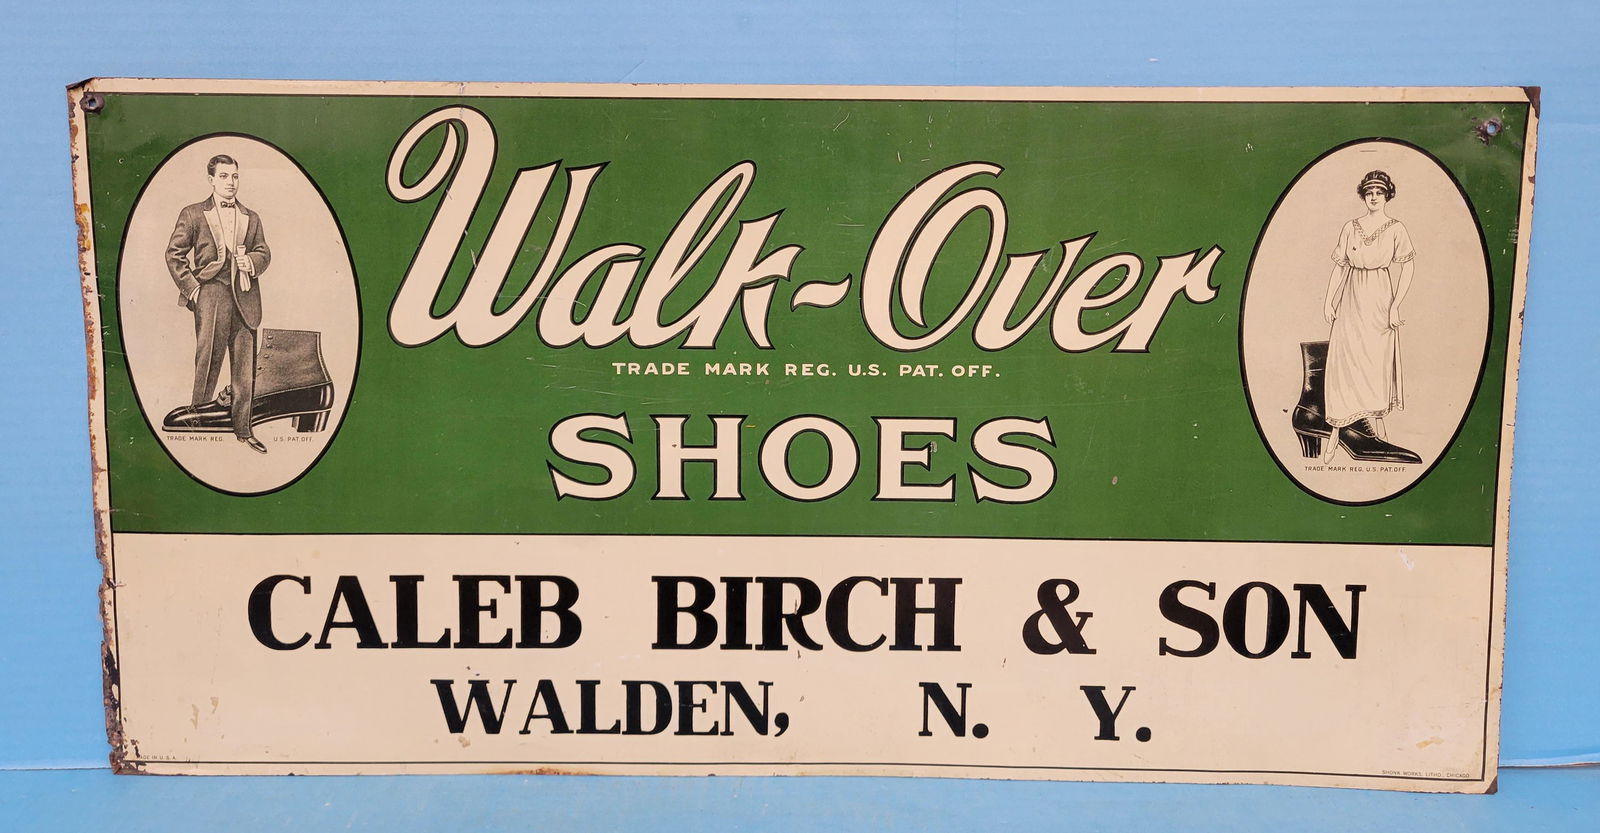 Walk-Over
TRADE MARK REG. U.S. PAT. OFF.
SHOES
TRADE MARK REG. U.S. PAT. OFF.
TRADE MARK REG. U.S. PAT. OFF.
CALEB BIRCH & SON
WALDEN, N. Y.
MADE IN U.S.A.
SHONK WORKS, LITHO., CHICAGO